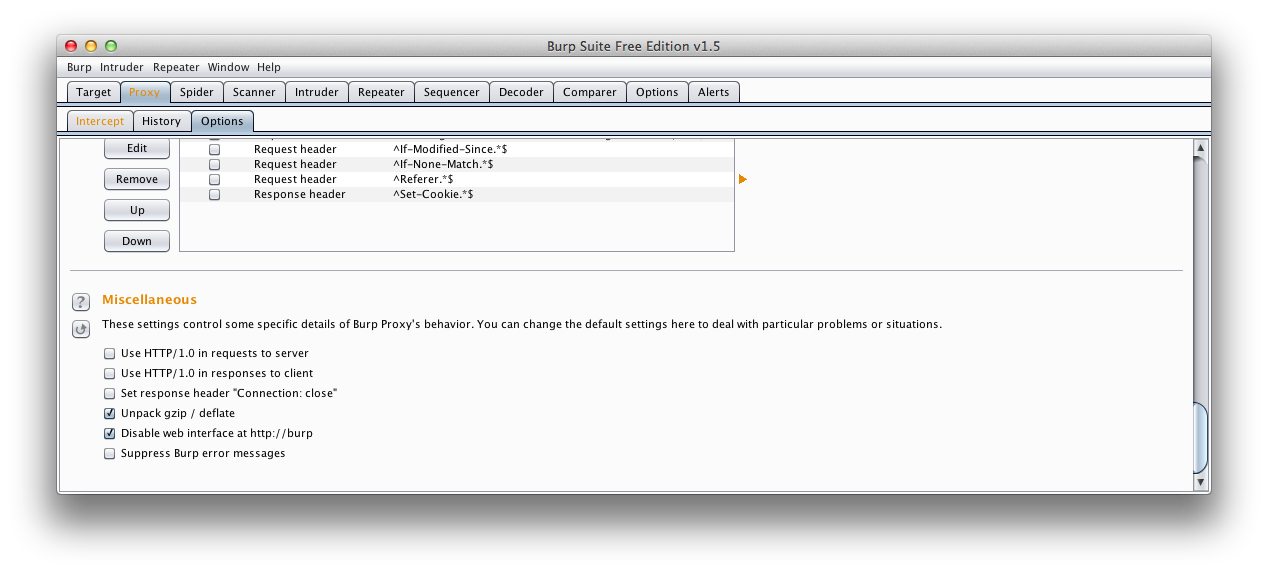 Burp Suite Free Edition v1.5
Burp Intruder Repeater Window Help
Target Proxy Spider Scanner Intruder Repeater Sequencer Decoder Comparer Options Alerts
Intercept History Options
Edit
Remove
Up
Down
Request header ^If-Modified-Since.*$
Request header ^If-None-Match.*$
Request header ^Referer.*$
Response header ^Set-Cookie.*$
?
Miscellaneous
These settings control some specific details of Burp Proxy's behavior. You can change the default settings here to deal with particular problems or situations.
Use HTTP/1.0 in requests to server
Use HTTP/1.0 in responses to client
Set response header "Connection: close"
Unpack gzip / deflate
Disable web interface at http://burp
Suppress Burp error messages